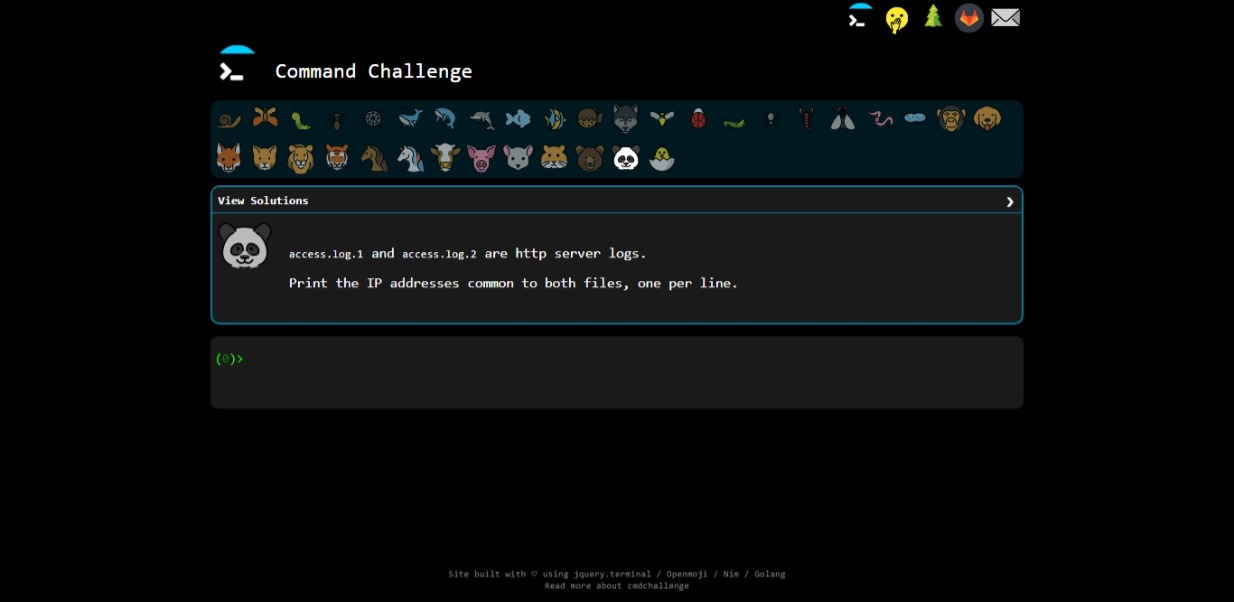 Command Challenge
View Solutions
access.log.1 and access.log.2 are http server logs.
Print the IP addresses common to both files, one per line.
(0)>
Site built with ♡ using jquery.terminal / Openmoji / Nim / Golang
Read more about cmdchallenge